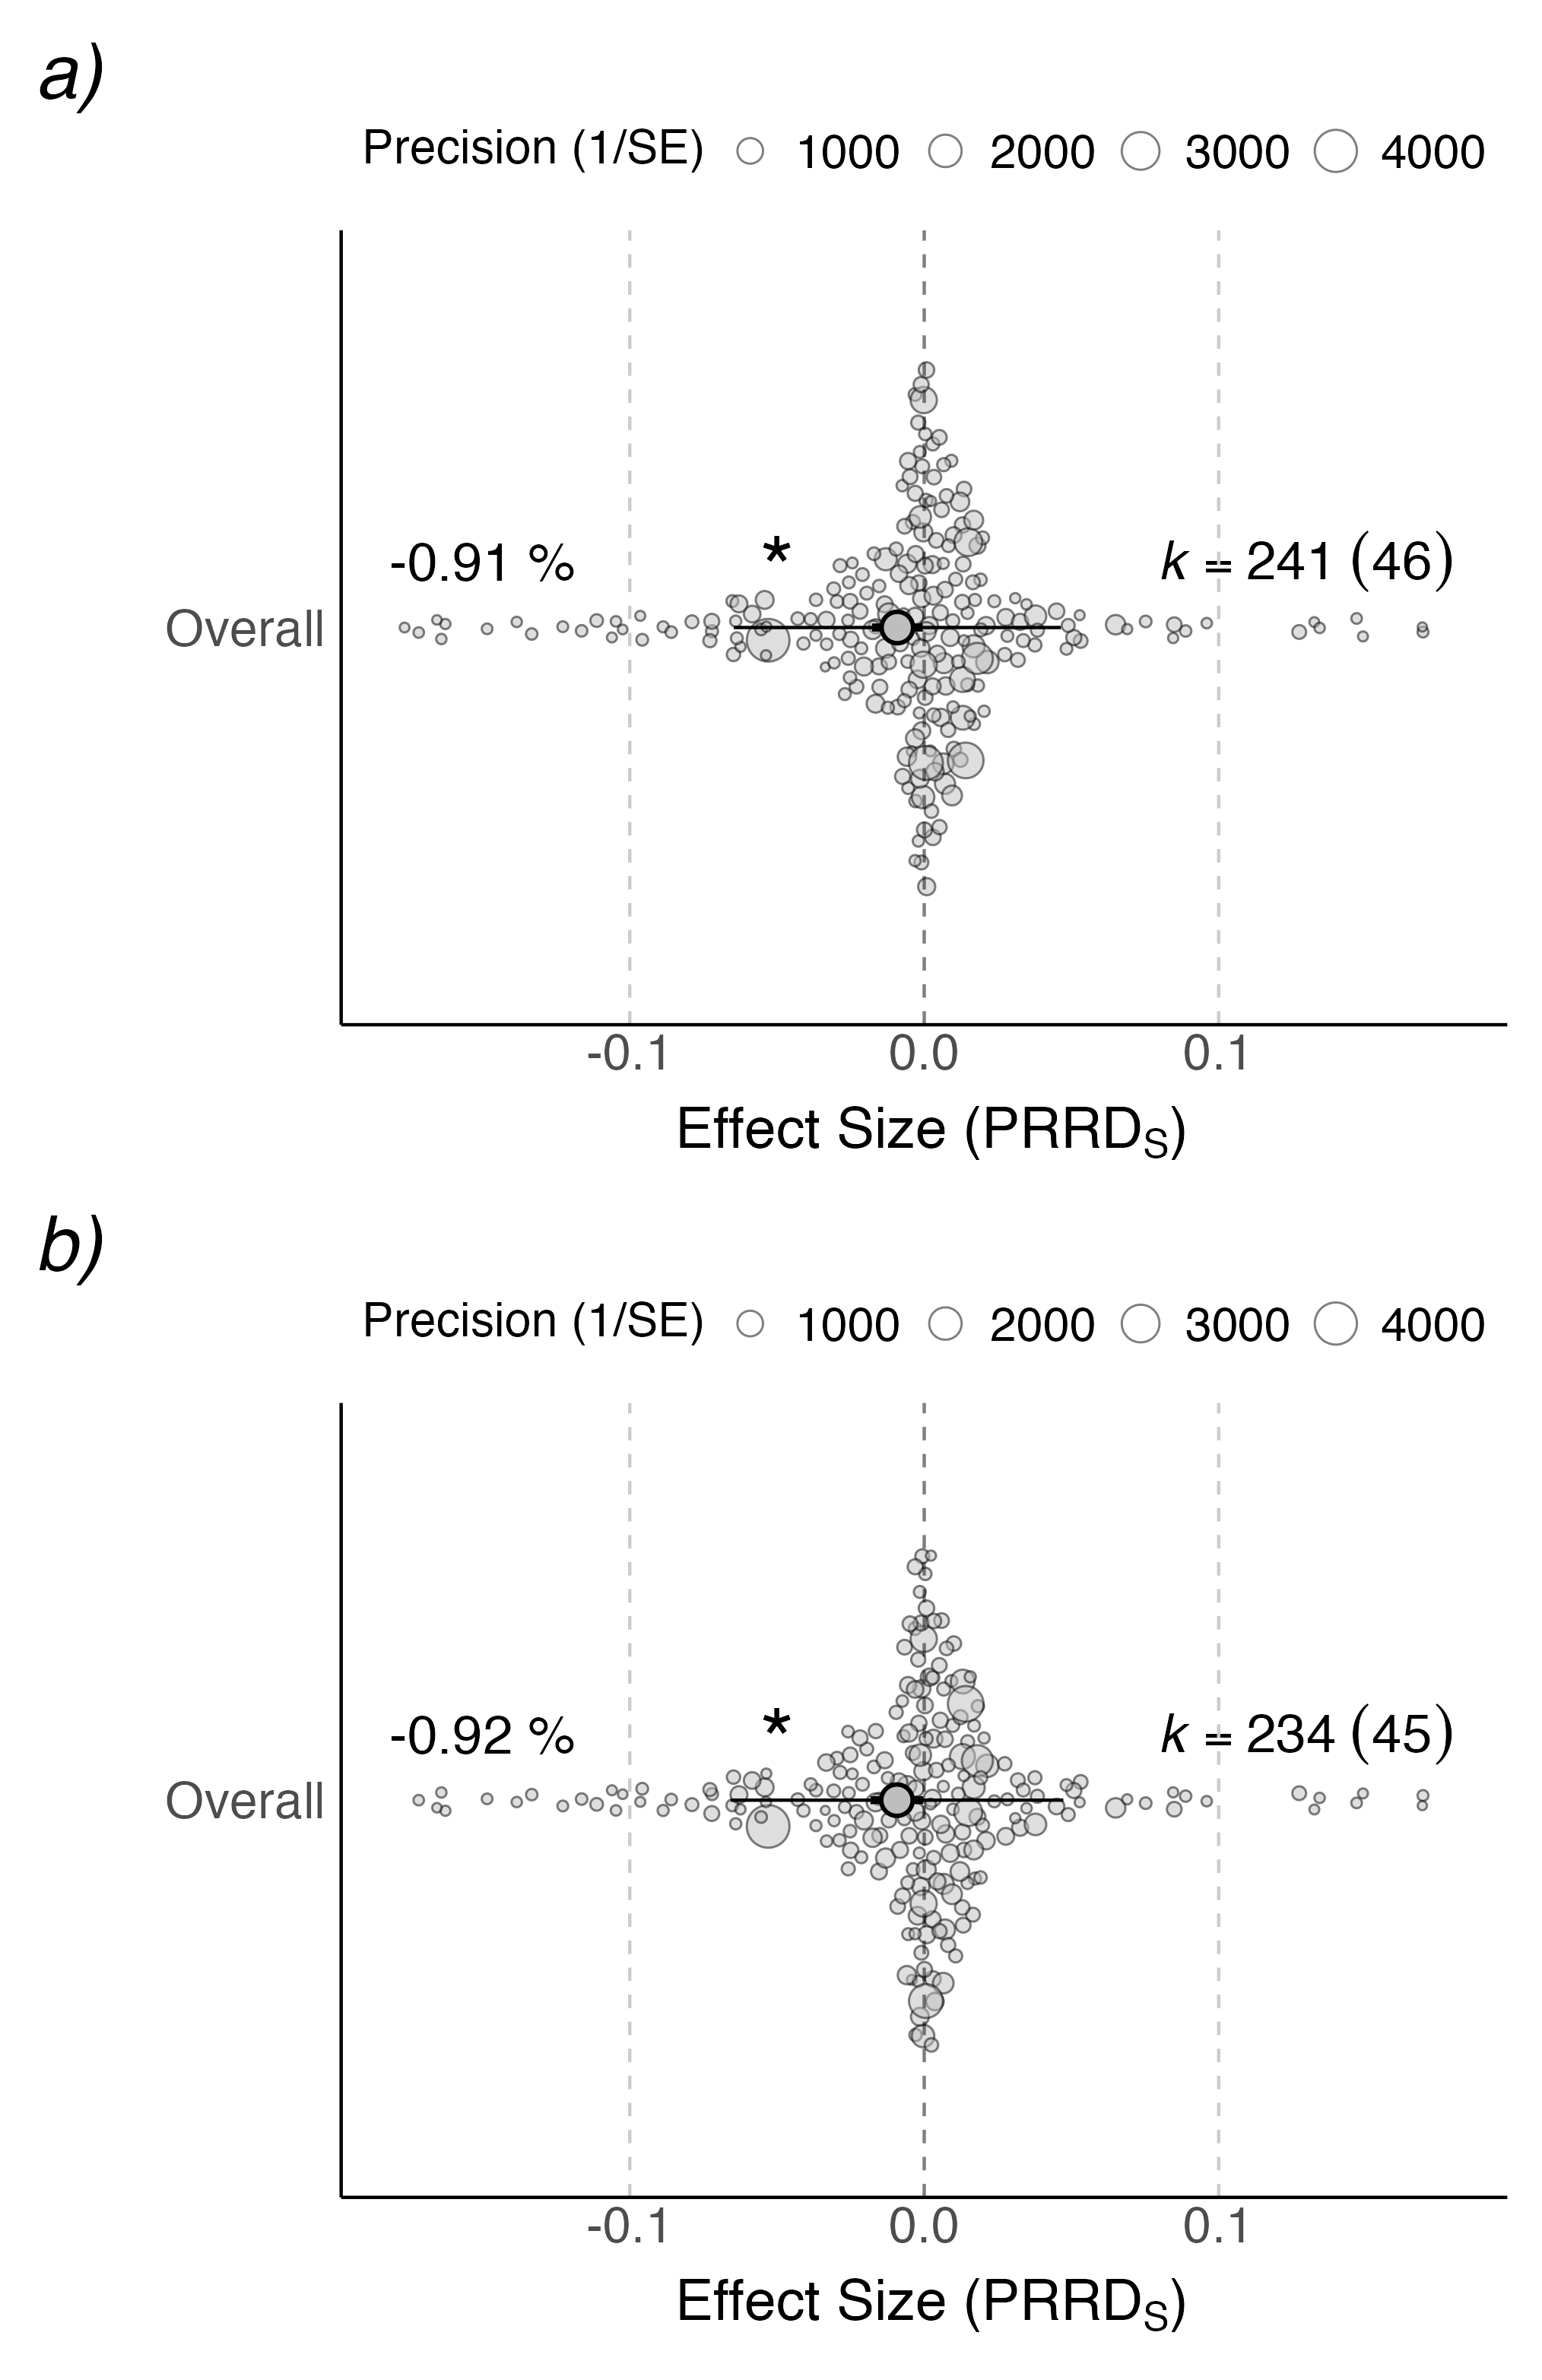 a)
Precision (1/SE) 1000 2000 3000 4000
-0.91 % * k = 241 (46)
Overall
-0.1 0.0 0.1
Effect Size (PRRDS)
b)
Precision (1/SE) 1000 2000 3000 4000
-0.92 % * k = 234 (45)
Overall
-0.1 0.0 0.1
Effect Size (PRRDS)